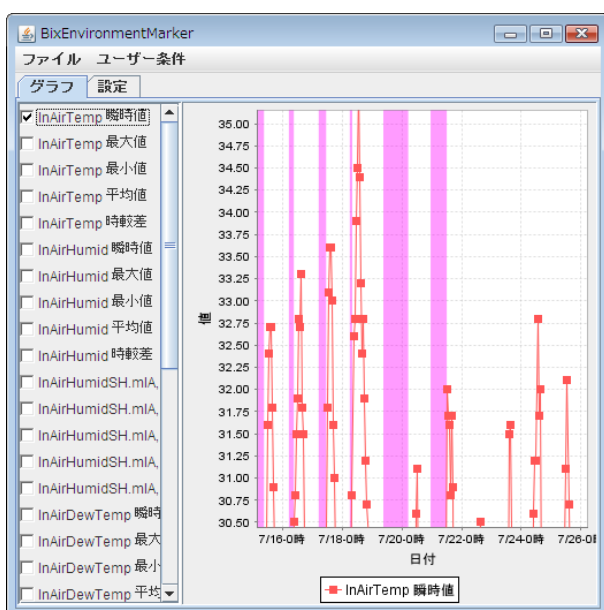 BixEnvironmentMarker
ファイル ユーザー条件
グラフ 設定
InAirTemp 瞬時値
InAirTemp 最大値
InAirTemp 最小値
InAirTemp 平均値
InAirTemp 時較差
InAirHumid 瞬時値
InAirHumid 最大値
InAirHumid 最小値
InAirHumid 平均値
InAirHumid 時較差
InAirHumidSH.mIA,
InAirHumidSH.mIA,
InAirHumidSH.mIA,
InAirHumidSH.mIA,
InAirHumidSH.mIA,
InAirDewTemp 瞬時
InAirDewTemp 最大
InAirDewTemp 最小
InAirDewTemp 平均
35.00
34.75
34.50
34.25
34.00
33.75
33.50
33.25
33.00
32.75
32.50
32.25
32.00
31.75
31.50
31.25
31.00
30.75
30.50
値
7/16-0時 7/18-0時 7/20-0時 7/22-0時 7/24-0時 7/26-0
日付
InAirTemp 瞬時値